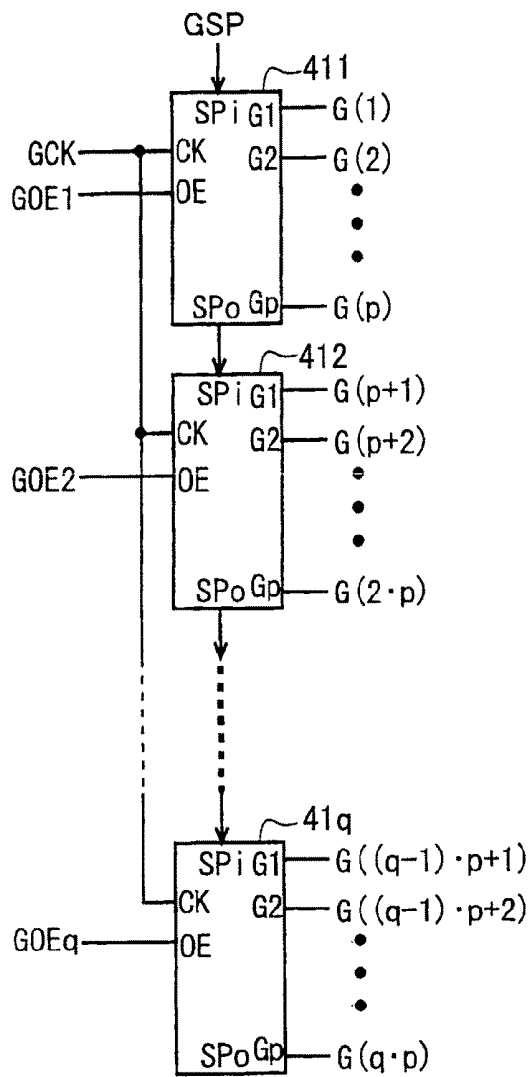 GSP
411
SPi G1 G(1)
GCK CK G2 G(2)
GOE1 OE
SPo Gp G(p)
412
SPi G1 G(p+1)
CK G2 G(p+2)
GOE2 OE
SPo Gp G(2·p)
41q
SPi G1 G((q-1)·p+1)
CK G2 G((q-1)·p+2)
GOEq OE
SPo Gp G(q·p)